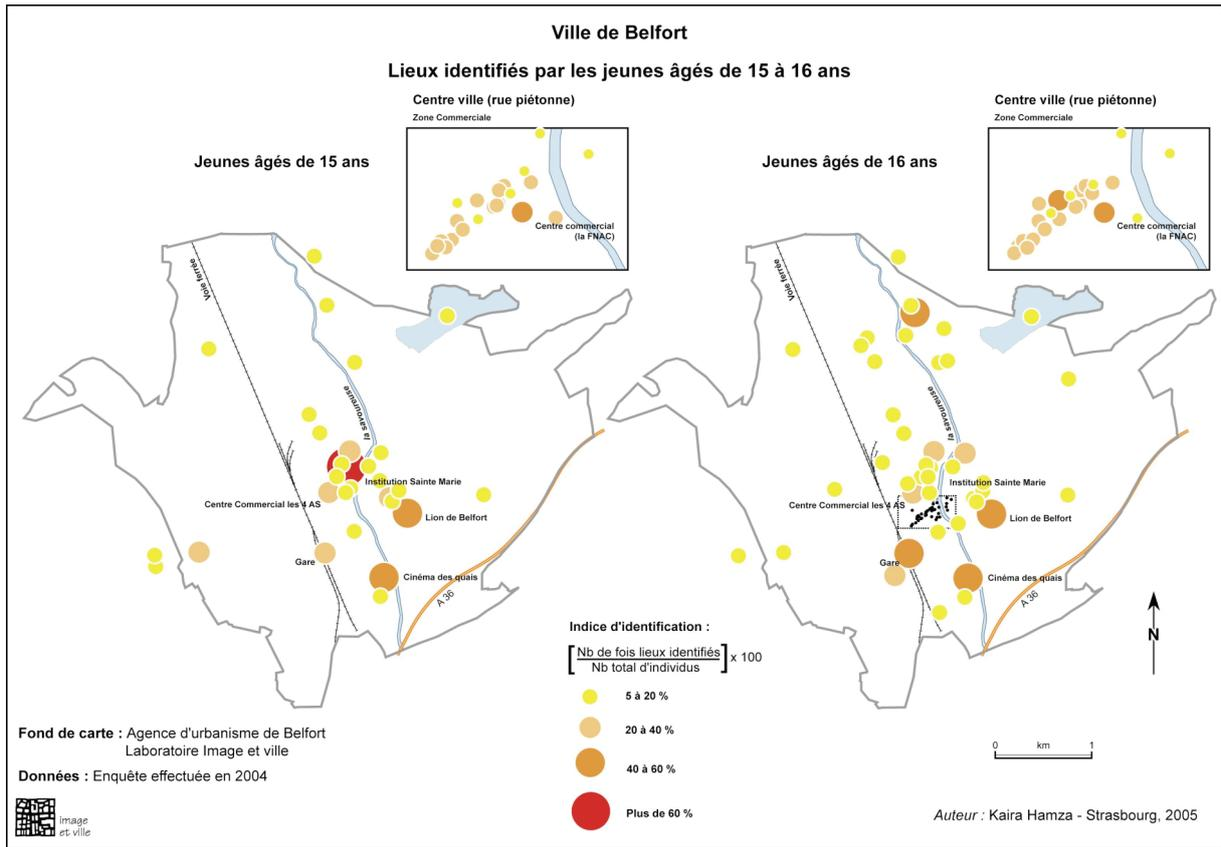 Ville de Belfort
Lieux identifiés par les jeunes âgés de 15 à 16 ans
Jeunes âgés de 15 ans
Centre ville (rue piétonne)
Zone Commerciale
Centre commercial
(la FNAC)
Voie ferrée
la savoureuse
Institution Sainte Marie
Centre Commercial les 4 AS
Lion de Belfort
Gare
Cinéma des quais
A 36
Jeunes âgés de 16 ans
Centre ville (rue piétonne)
Zone Commerciale
Centre commercial
(la FNAC)
Voie ferrée
la savoureuse
Institution Sainte Marie
Centre Commercial les 4 AS
Lion de Belfort
Gare
Cinéma des quais
A 36
N
0 km 1
Indice d'identification :
[Nb de fois lieux identifiés
Nb total d'individus] x 100
5 à 20 %
20 à 40 %
40 à 60 %
Plus de 60 %
Fond de carte : Agence d'urbanisme de Belfort
Laboratoire Image et ville
Données : Enquête effectuée en 2004
image
et ville
Auteur : Kaira Hamza - Strasbourg, 2005